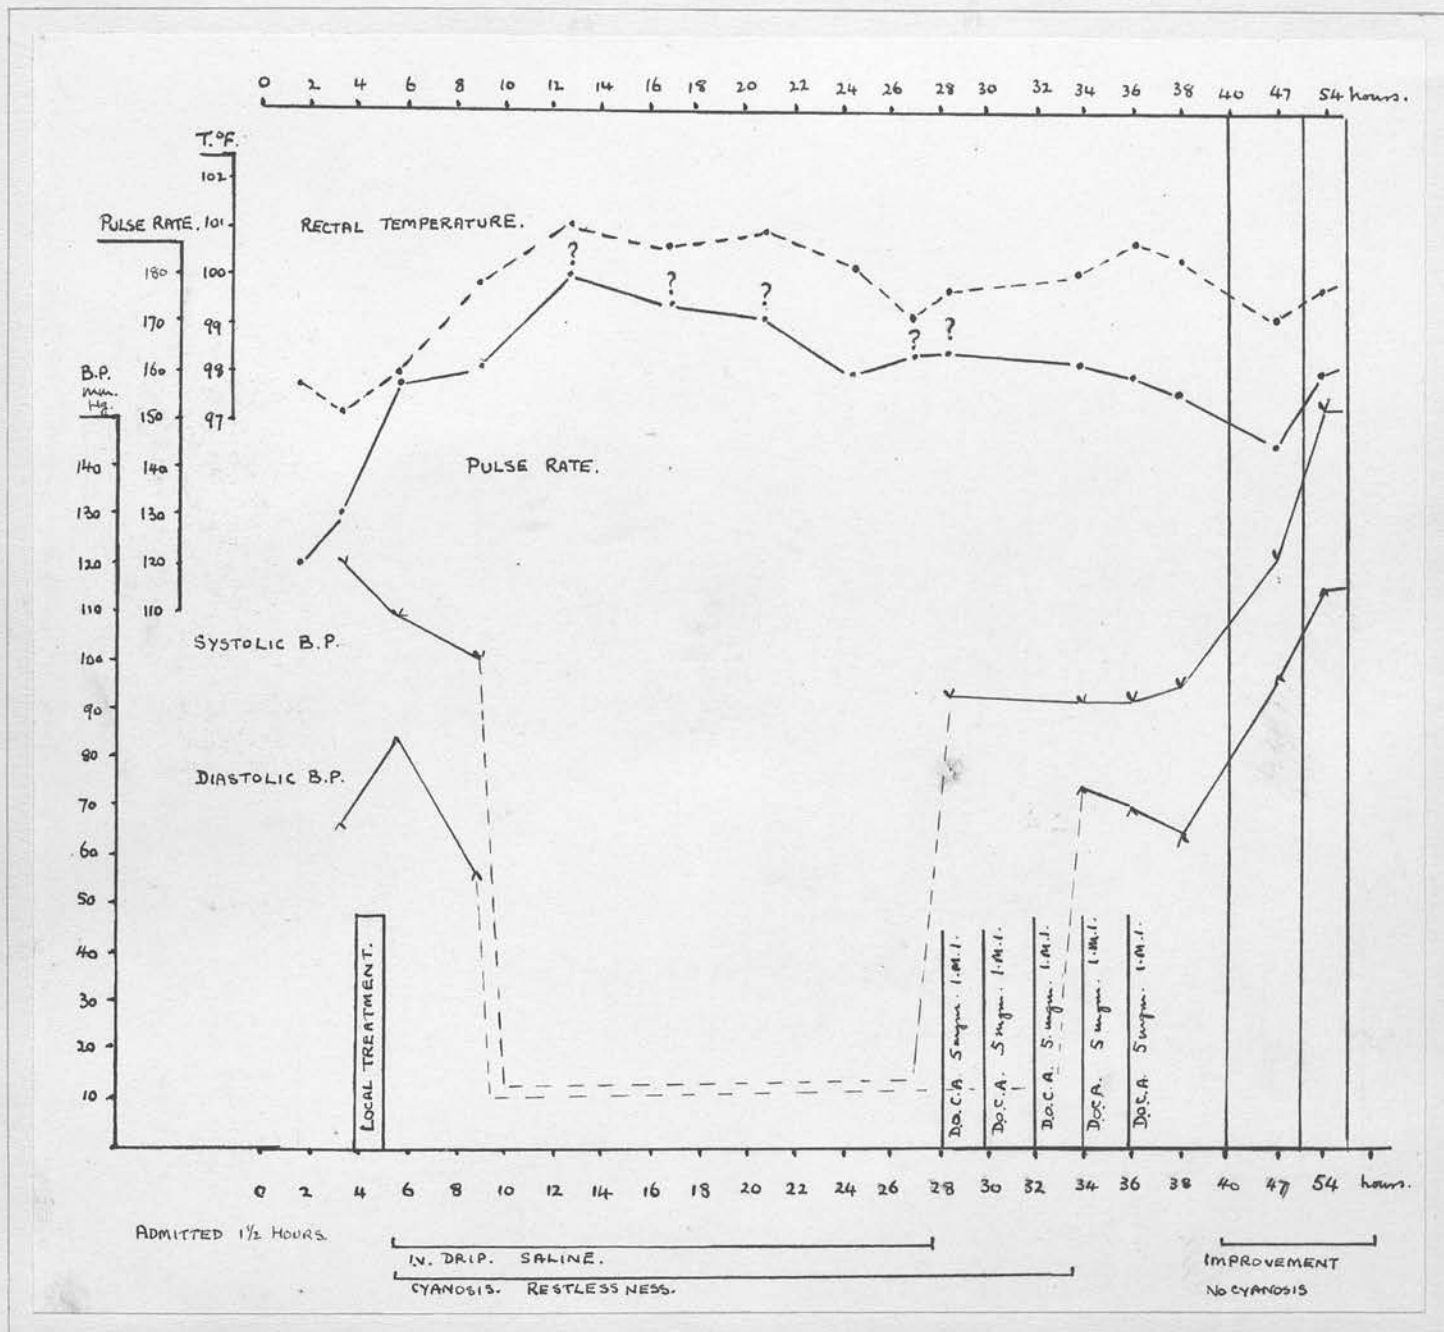 0 2 4 6 8 10 12 14 16 18 20 22 24 26 28 30 32 34 36 38 40 47 54 hours.
T.°F.
102
PULSE RATE. 101 RECTAL TEMPERATURE.
180 100 ? ? ?
170 99 ? ?
B.P. 160 98
mm.
Hg. 150 97
140 140 PULSE RATE.
130 130
120 120
110 110
SYSTOLIC B.P.
100
90
80
DIASTOLIC B.P.
70
60
50
40
30
20
10
LOCAL TREATMENT.
D.O.C.A. 5 mgm. I.M.I.
D.O.C.A. 5 mgm. I.M.I.
D.O.C.A. 5 mgm. I.M.I.
D.O.C.A. 5 mgm. I.M.I.
D.O.C.A. 5 mgm. I.M.I.
0 2 4 6 8 10 12 14 16 18 20 22 24 26 28 30 32 34 36 38 40 47 54 hours.
ADMITTED 1½ HOURS
I.V. DRIP. SALINE.
CYANOSIS. RESTLESSNESS.
IMPROVEMENT
NO CYANOSIS